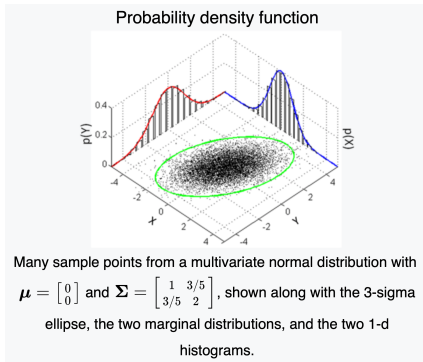 Probability density function
0.4
0.2
0
p(Y)
p(X)
-4
-2
0
2
4
X
-4
-2
0
2
4
Y
Many sample points from a multivariate normal distribution with
μ = [0 0] and Σ = [1 3/5 3/5 2], shown along with the 3-sigma
ellipse, the two marginal distributions, and the two 1-d
histograms.